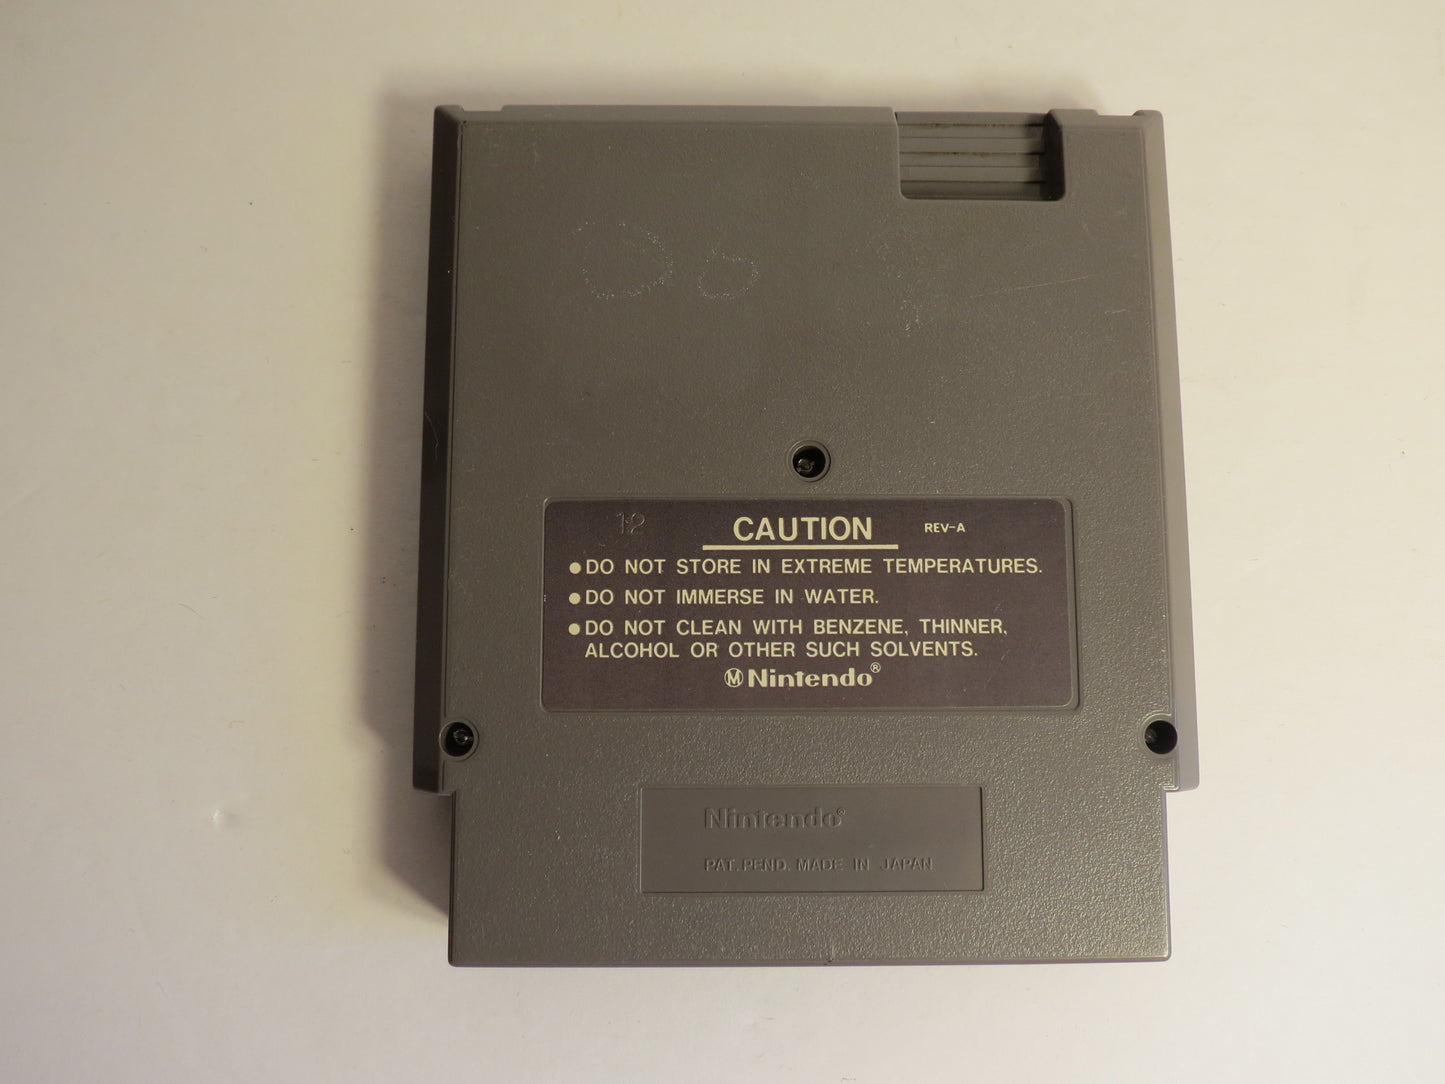 12 CAUTION REV-A
●DO NOT STORE IN EXTREME TEMPERATURES.
●DO NOT IMMERSE IN WATER.
●DO NOT CLEAN WITH BENZENE, THINNER,
ALCOHOL OR OTHER SUCH SOLVENTS.
Ⓜ Nintendo®
Nintendo®
PAT. PEND. MADE IN JAPAN